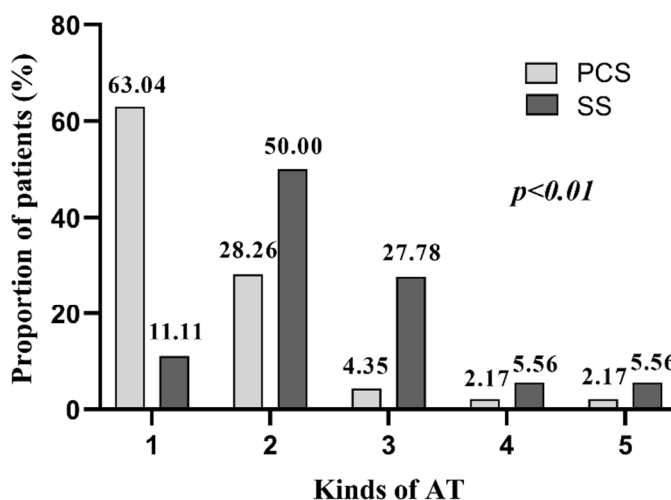 Proportion of patients (%)
80
60
40
20
0
63.04
11.11
28.26
50.00
4.35
27.78
2.17
5.56
2.17
5.56
PCS
SS
p<0.01
1 2 3 4 5
Kinds of AT